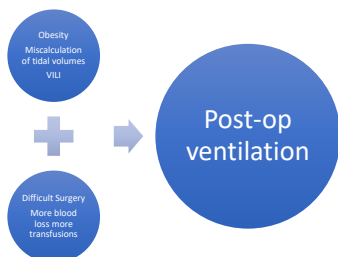 Obesity
Miscalculation
of tidal volumes
VILI
Difficult Surgery
More blood
loss more
transfusions
Post-op
ventilation